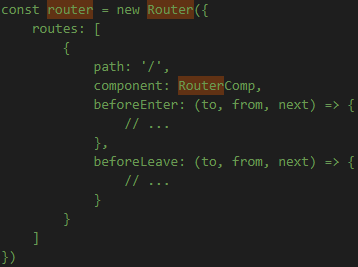 const router = new Router({
    routes: [
        {
            path: '/',
            component: RouterComp,
            beforeEnter: (to, from, next) => {
                // ...
            },
            beforeLeave: (to, from, next) => {
                // ...
            }
        }
    ]
})